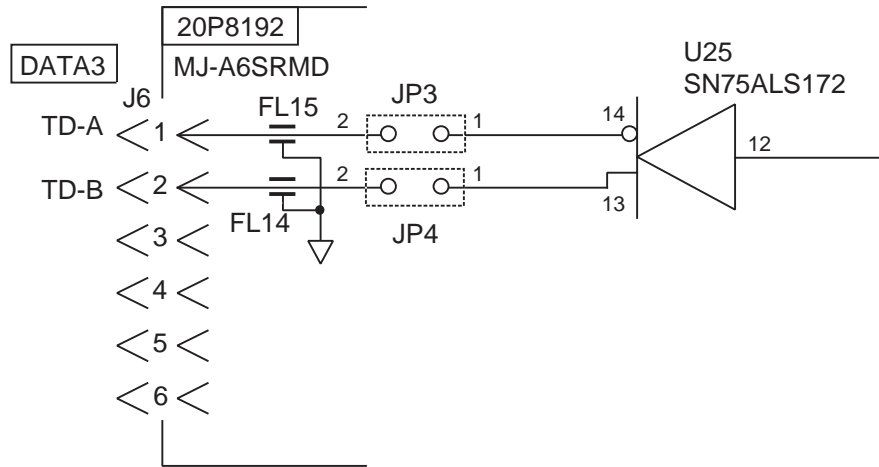 20P8192
DATA3
MJ-A6SRMD
U25
SN75ALS172
J6
FL15
JP3
TD-A
1
2
1
14
12
TD-B
2
2
1
13
FL14
JP4
3
4
5
6